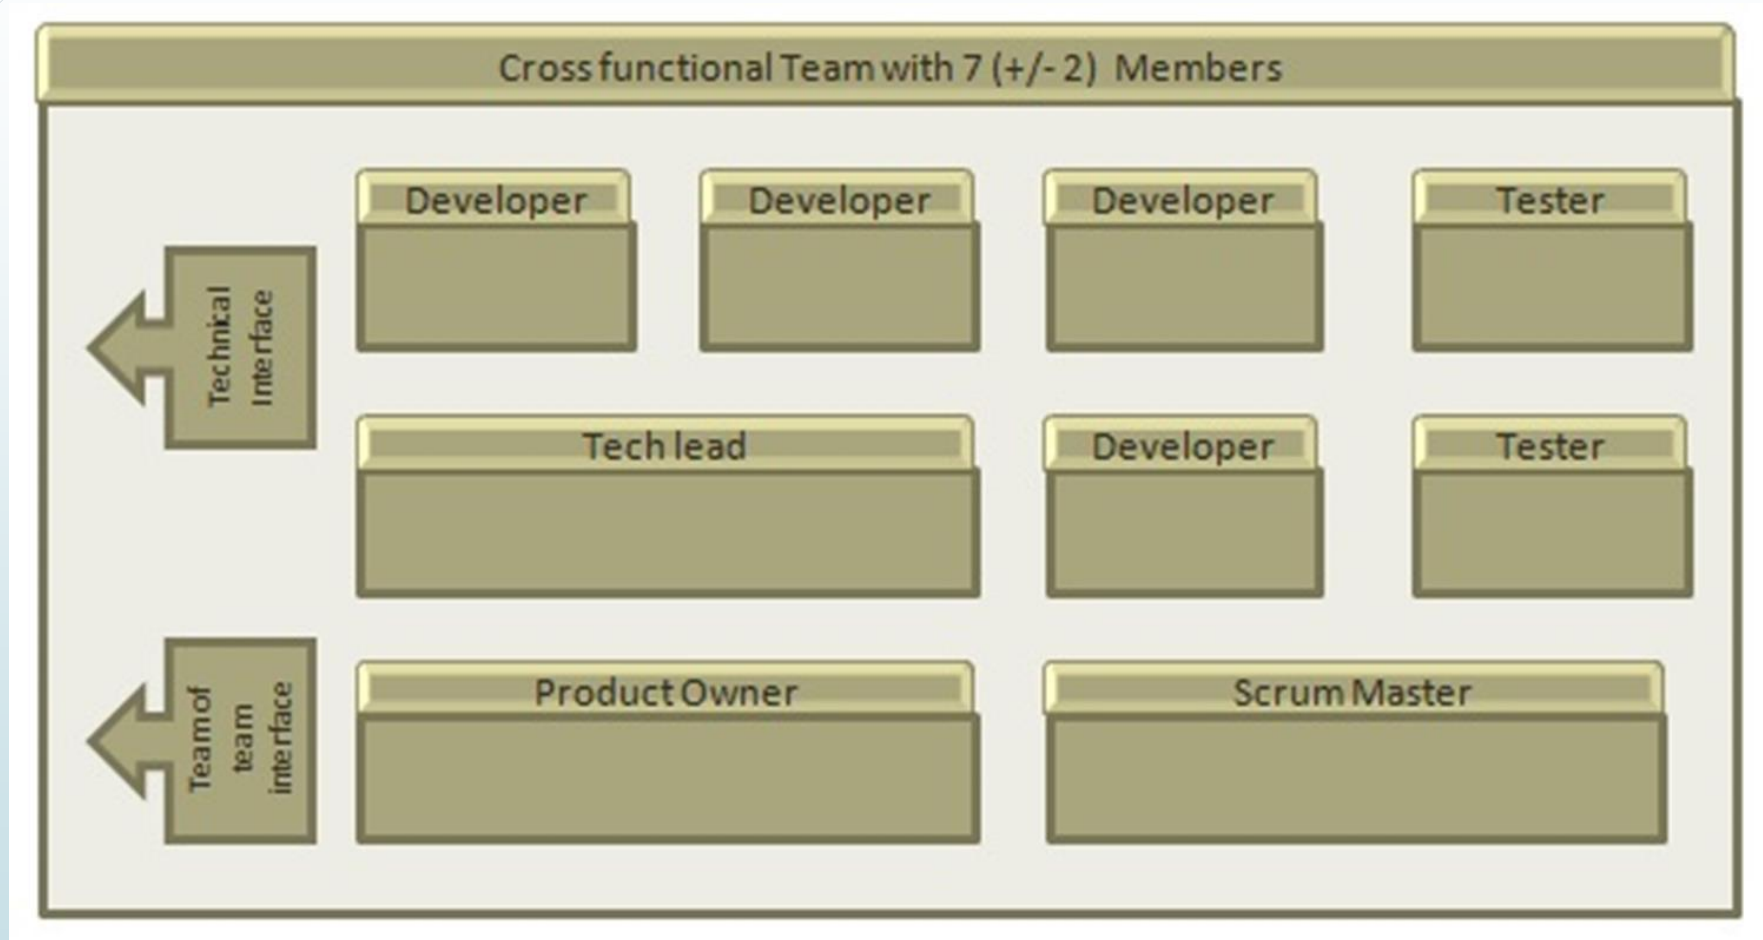 Cross functional Team with 7 (+/- 2) Members
Developer
Developer
Developer
Tester
Technical
Interface
Tech lead
Developer
Tester
Team of
team
interface
Product Owner
Scrum Master